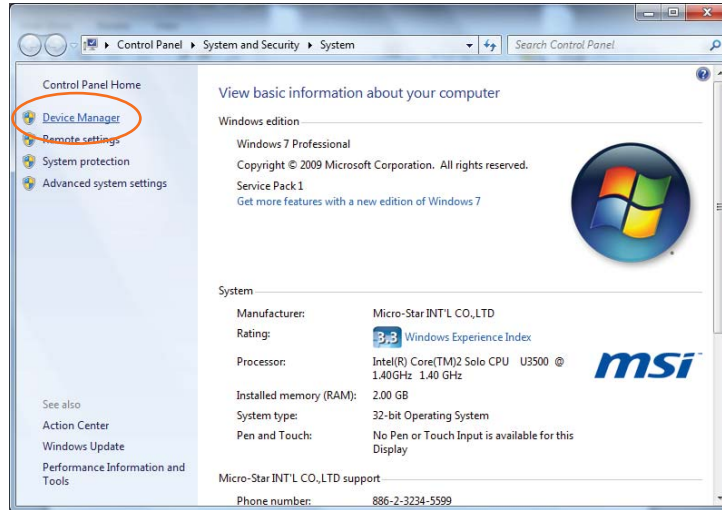 Control Panel ▸ System and Security ▸ System
Search Control Panel
Control Panel Home
Device Manager
Remote settings
System protection
Advanced system settings
See also
Action Center
Windows Update
Performance Information and
Tools
View basic information about your computer
Windows edition
Windows 7 Professional
Copyright © 2009 Microsoft Corporation. All rights reserved.
Service Pack 1
Get more features with a new edition of Windows 7
System
Manufacturer: Micro-Star INT'L CO.,LTD
Rating: 3.3 Windows Experience Index
Processor: Intel(R) Core(TM)2 Solo CPU U3500 @
1.40GHz 1.40 GHz
Installed memory (RAM): 2.00 GB
System type: 32-bit Operating System
Pen and Touch: No Pen or Touch Input is available for this
Display
msi
Micro-Star INT'L CO.,LTD support
Phone number: 886-2-3234-5599